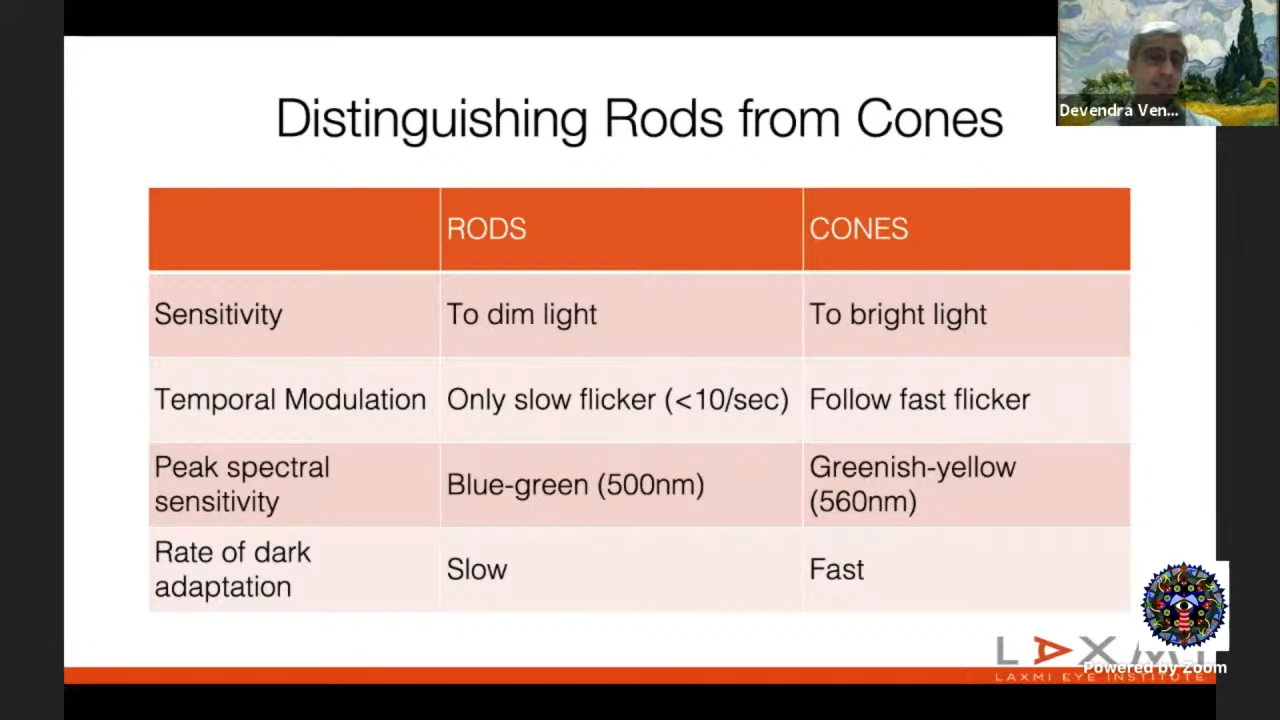 Devendra Ven...
Distinguishing Rods from Cones
RODS CONES
Sensitivity To dim light To bright light
Temporal Modulation Only slow flicker (<10/sec) Follow fast flicker
Peak spectral
sensitivity
Blue-green (500nm)
Greenish-yellow
(560nm)
Rate of dark
adaptation
Slow Fast
LAXMI
Powered by Zoom
LAXMI EYE INSTITUTE